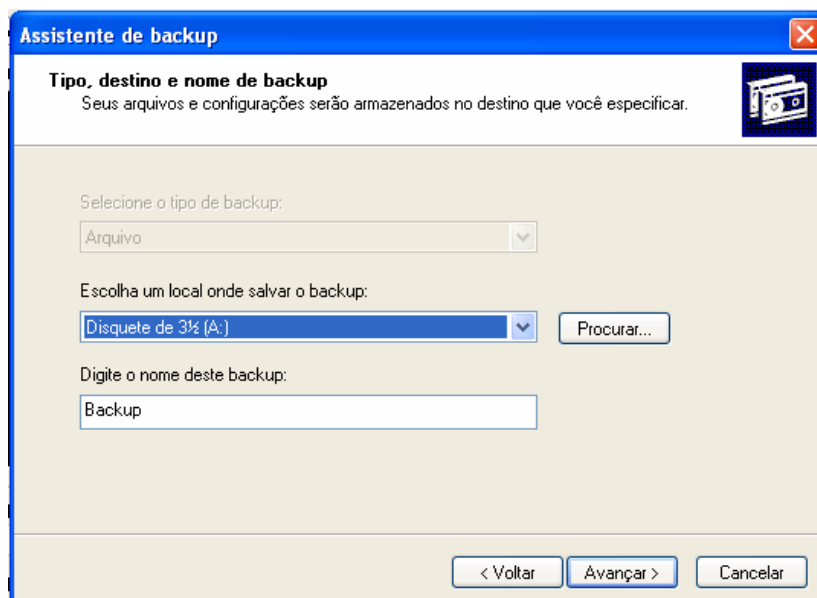 Assistente de backup
Tipo, destino e nome de backup
Seus arquivos e configurações serão armazenados no destino que você especificar.
Selecione o tipo de backup:
Arquivo
Escolha um local onde salvar o backup:
Disquete de 3½ (A:)
Procurar...
Digite o nome deste backup:
Backup
< Voltar
Avançar >
Cancelar